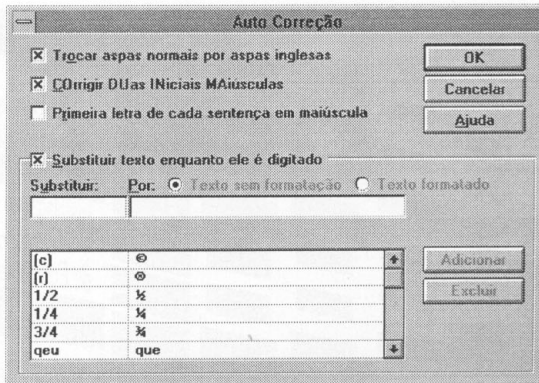 Auto Correção
Trocar aspas normais por aspas inglesas
OK
COrrigir DUas INiciais MAiúsculas
Cancelar
Primeira letra de cada sentença em maiúscula
Ajuda
Substituir texto enquanto ele é digitado
Substituir: Por: Texto sem formatação Texto formatado
(c) © Adicionar
(r) ® Excluir
1/2 ½
1/4 ¼
3/4 ¾
qeu que